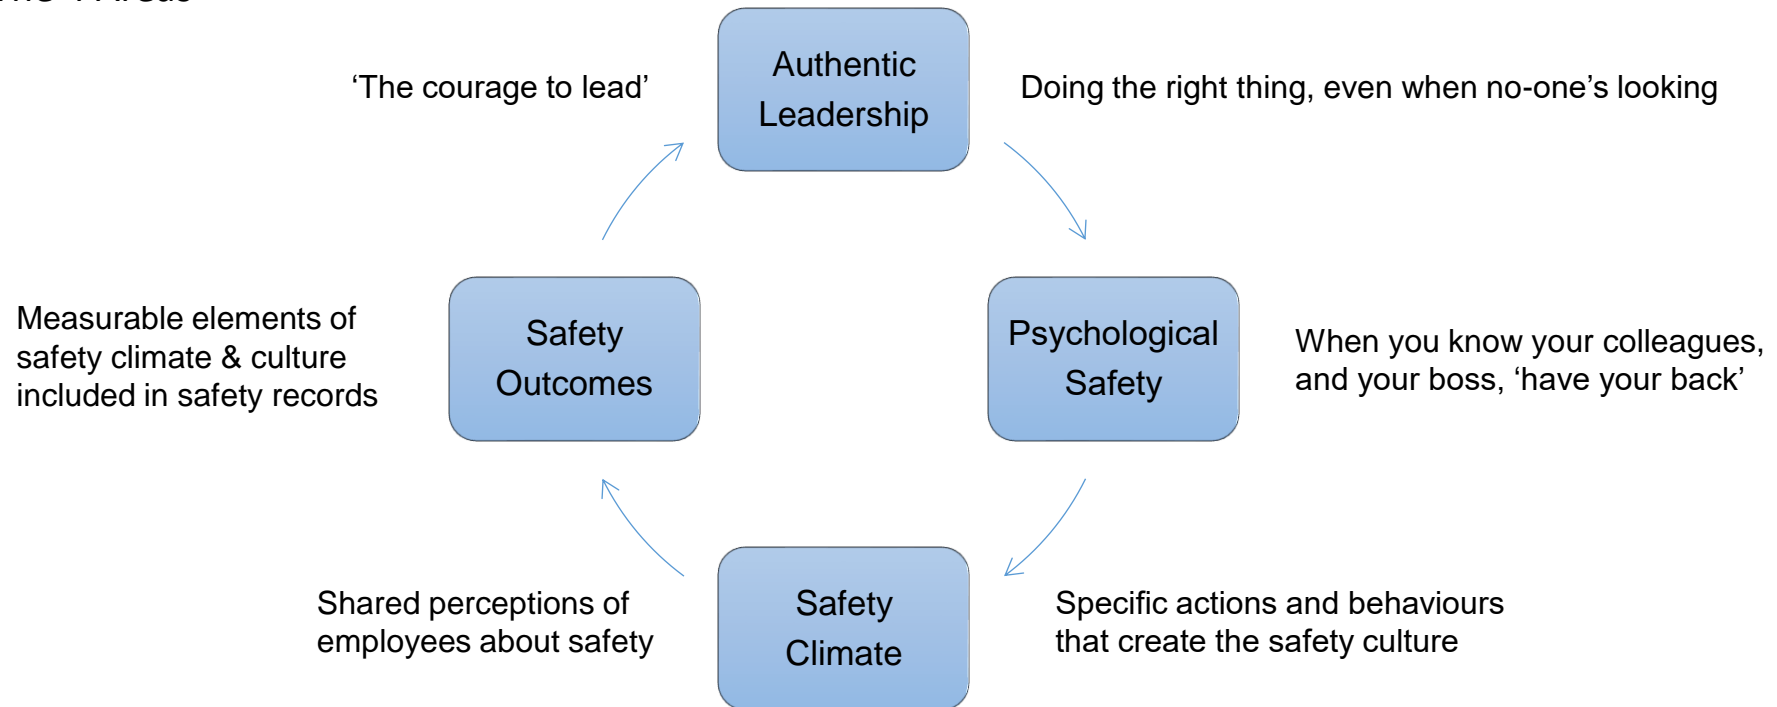 Authentic
Leadership
‘The courage to lead’
Doing the right thing, even when no-one’s looking
Psychological
Safety
When you know your colleagues,
and your boss, ‘have your back’
Safety
Climate
Specific actions and behaviours
that create the safety culture
Shared perceptions of
employees about safety
Safety
Outcomes
Measurable elements of
safety climate & culture
included in safety records